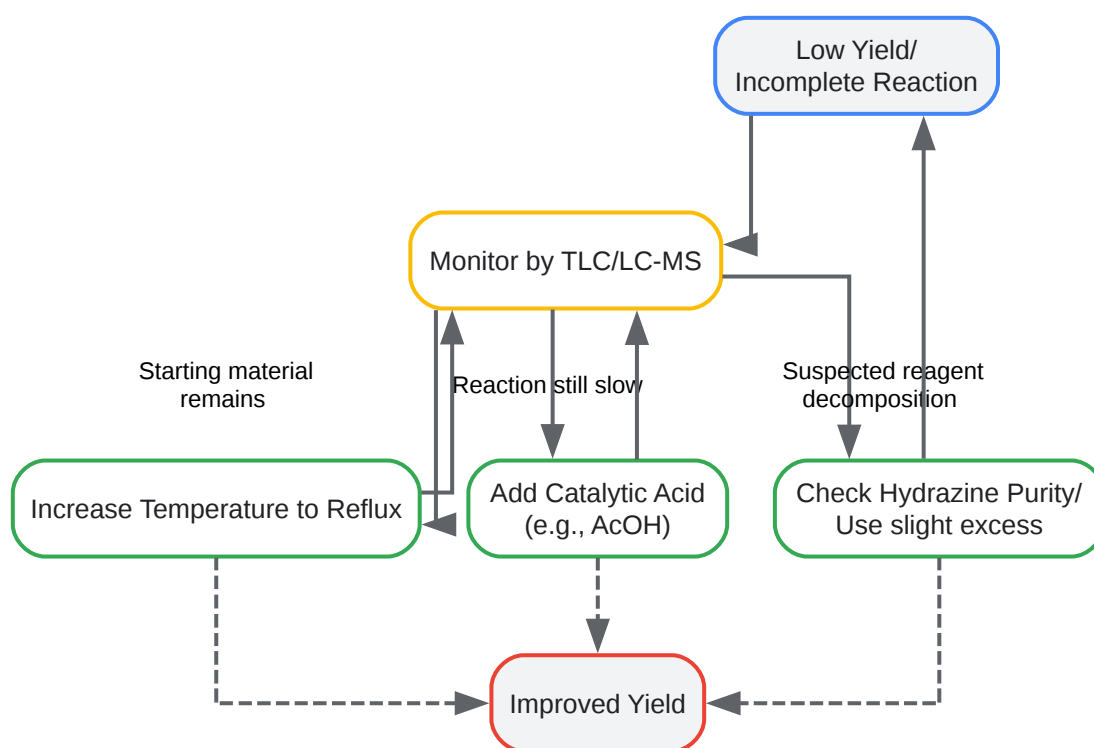 Low Yield/
Incomplete Reaction
Monitor by TLC/LC-MS
Starting material
remains
Reaction still slow
Suspected reagent
decomposition
Increase Temperature to Reflux
Add Catalytic Acid
(e.g., AcOH)
Check Hydrazine Purity/
Use slight excess
Improved Yield